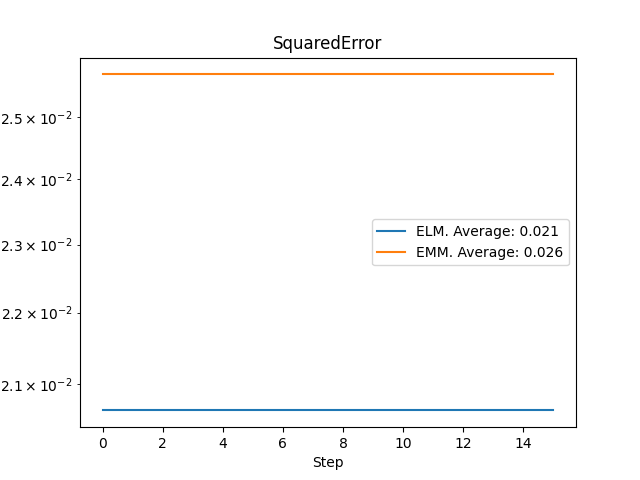 SquaredError
2.5 × 10⁻²
2.4 × 10⁻²
2.3 × 10⁻²
2.2 × 10⁻²
2.1 × 10⁻²
ELM. Average: 0.021
EMM. Average: 0.026
0 2 4 6 8 10 12 14
Step